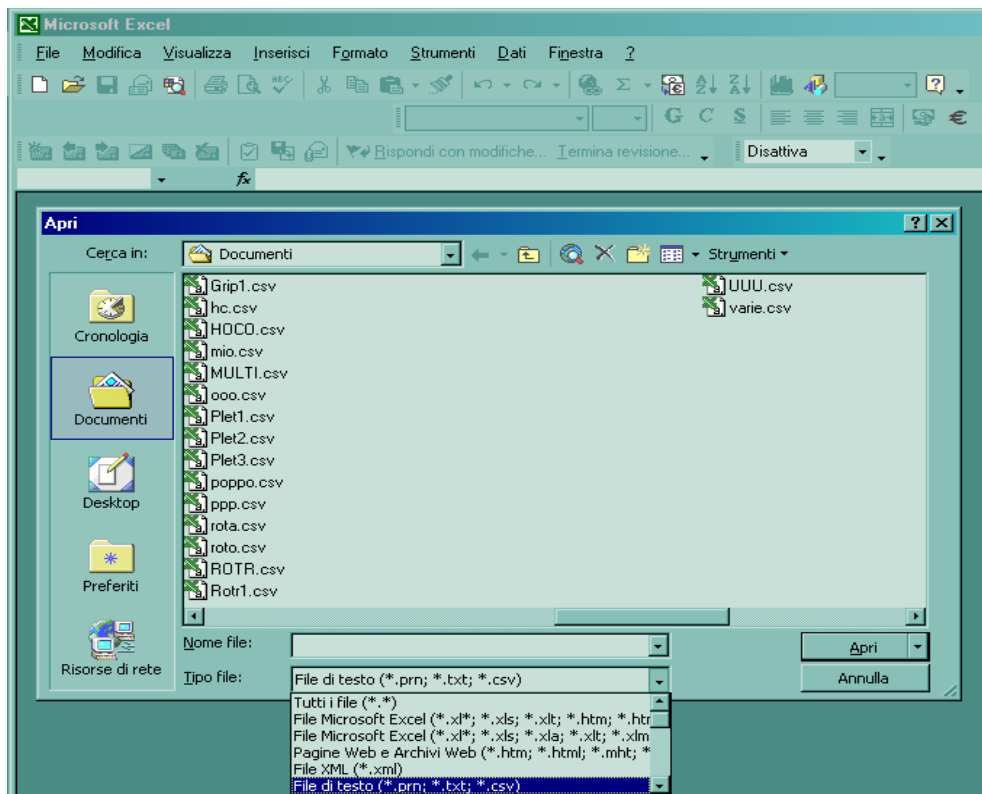 Microsoft Excel
File Modifica Visualizza Inserisci Formato Strumenti Dati Finestra ?
G C S €
Rispondi con modifiche... Termina revisione... Disattiva
fx
Apri
Cerca in: Documenti Strumenti
Cronologia
Documenti
Desktop
Preferiti
Risorse di rete
Grip1.csv
hc.csv
HOCO.csv
mio.csv
MULTI.csv
ooo.csv
Plet1.csv
Plet2.csv
Plet3.csv
poppo.csv
ppp.csv
rota.csv
roto.csv
ROTR.csv
Rotr1.csv
UUU.csv
varie.csv
Nome file: Apri
Tipo file: File di testo (*.prn; *.txt; *.csv) Annulla
Tutti i file (*.*)
File Microsoft Excel (*.xl*; *.xls; *.xlt; *.htm; *.htr
File Microsoft Excel (*.xl*; *.xls; *.xla; *.xlt; *.xlm
Pagine Web e Archivi Web (*.htm; *.html; *.mht; *
File XML (*.xml)
File di testo (*.prn; *.txt; *.csv)